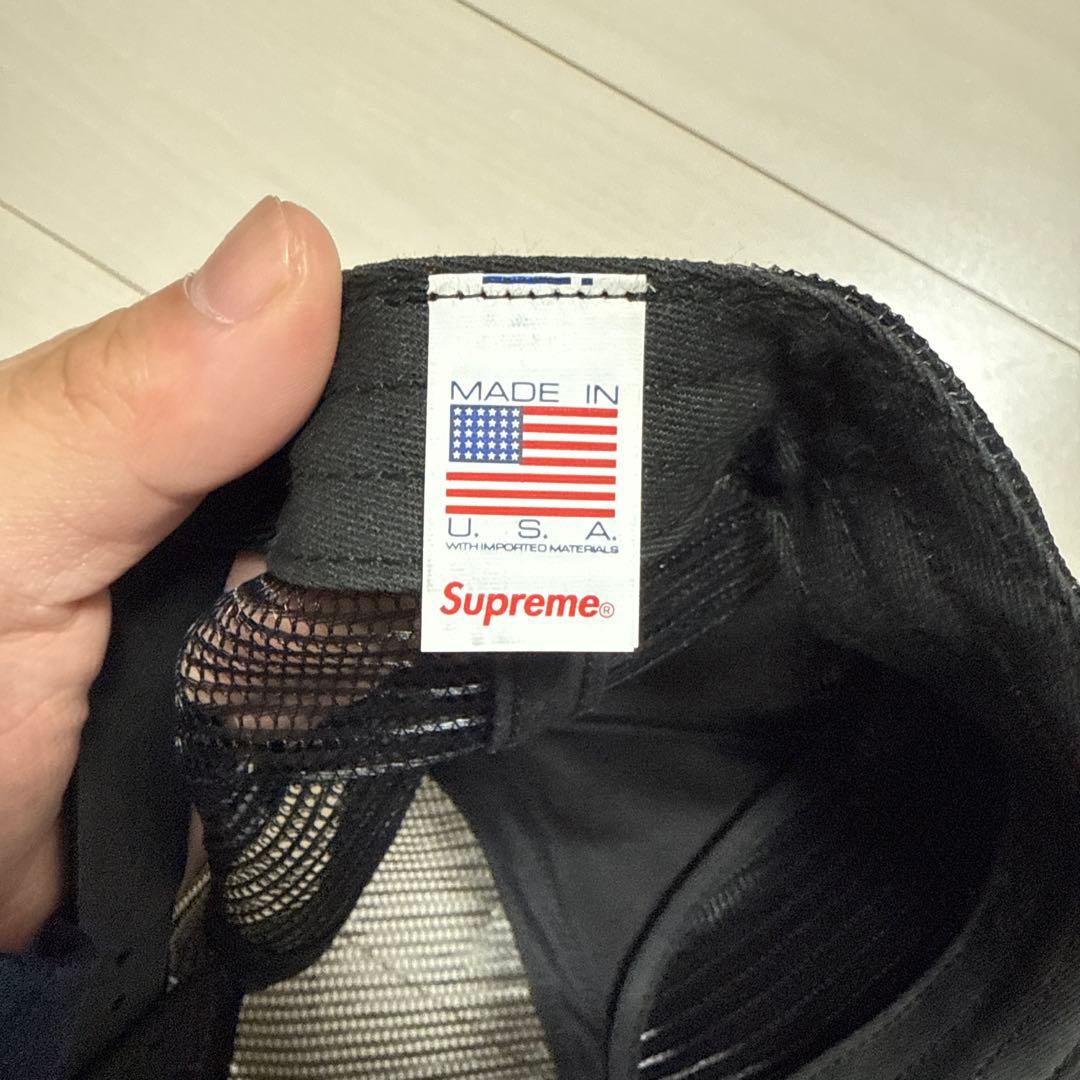 MADE IN
U. S. A.
WITH IMPORTED MATERIALS
Supreme®